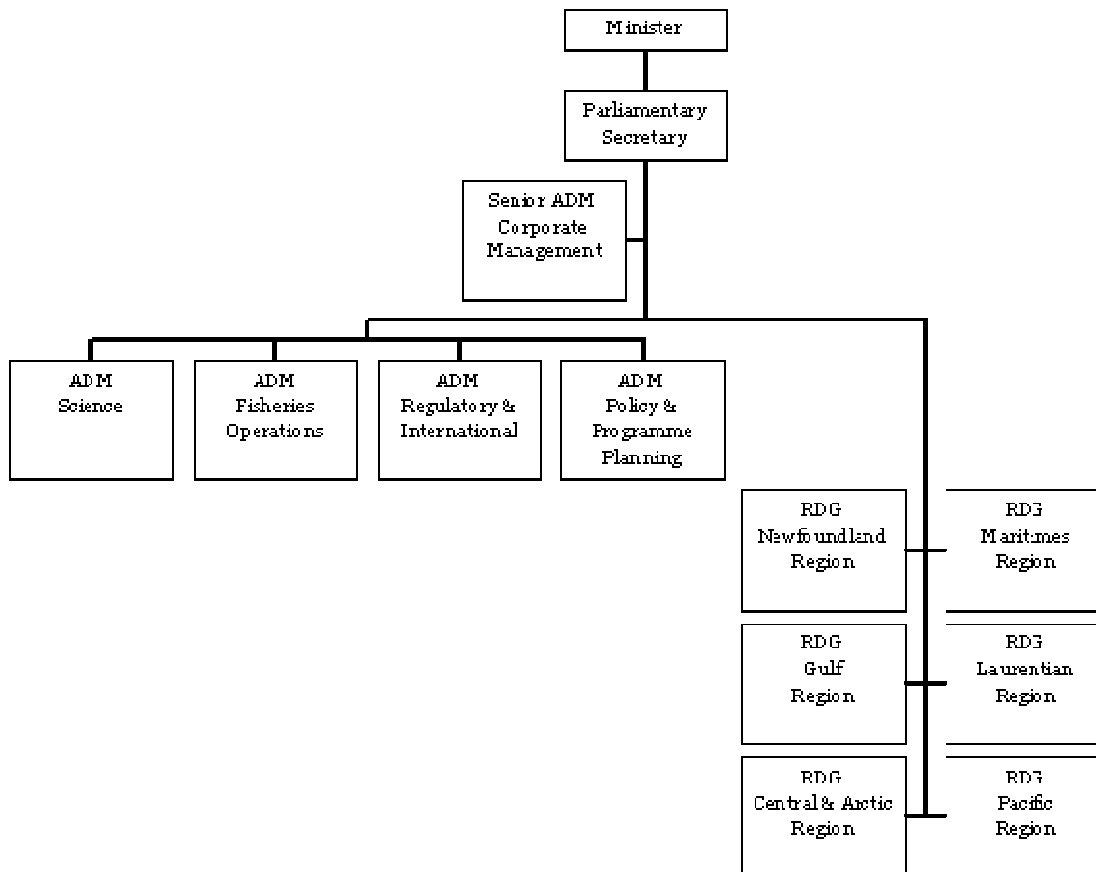 Minister
Parliamentary
Secretary
Senior ADM
Corporate
Management
ADM
Science
ADM
Fisheries
Operations
ADM
Regulatory &
International
ADM
Policy &
Programme
Planning
RDG
Newfoundland
Region
RDG
Maritimes
Region
RDG
Gulf
Region
RDG
Laurentian
Region
RDG
Central & Arctic
Region
RDG
Pacific
Region